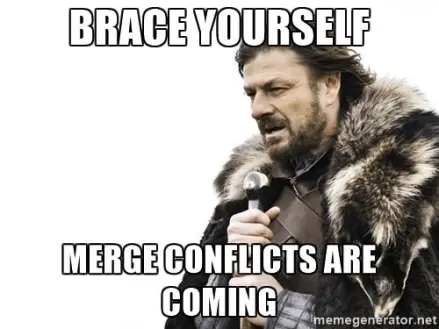 BRACE YOURSELF
MERGE CONFLICTS ARE
COMING
memegenerator.net